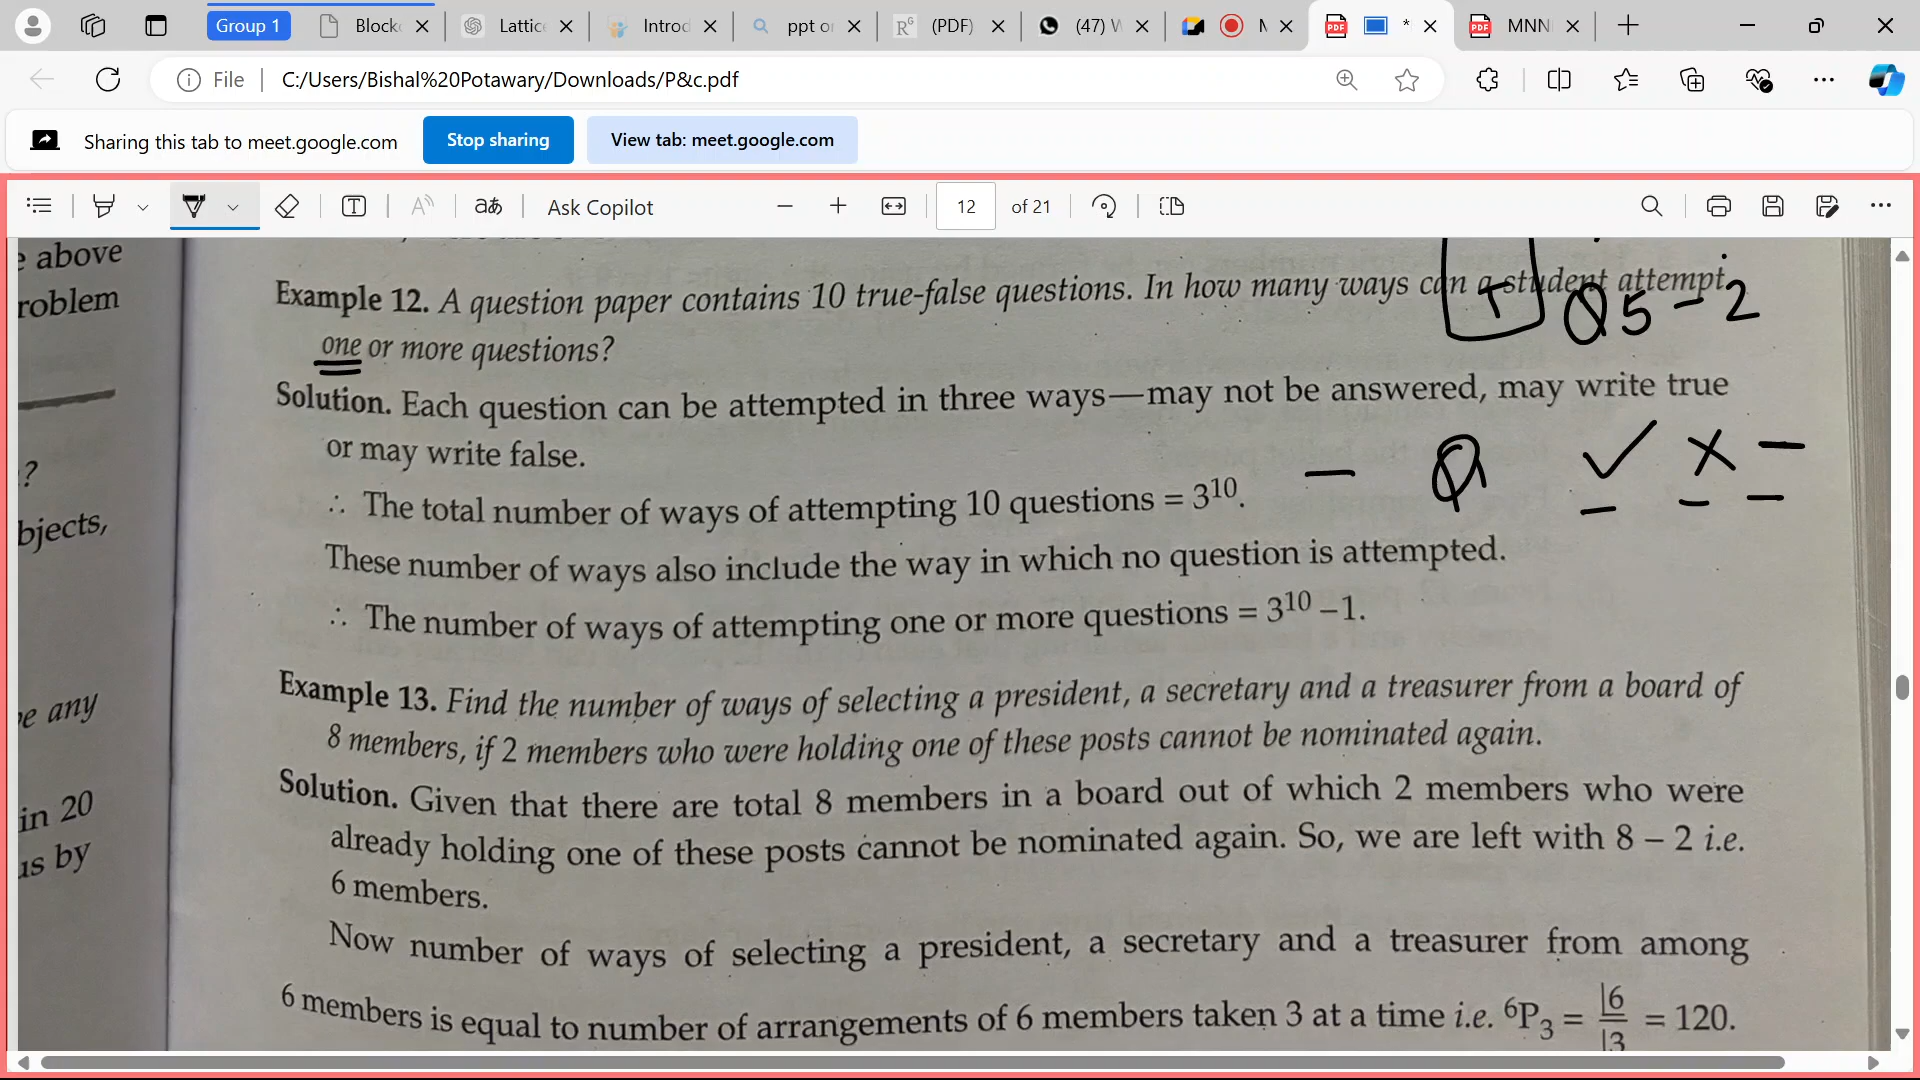 Group 1
Block
Lattice
Introd
ppt or
(PDF)
(47) W
M
*
MNN
File
C:/Users/Bishal%20Potawary/Downloads/P&c.pdf
Sharing this tab to meet.google.com
Stop sharing
View tab: meet.google.com
Ask Copilot
12
of 21
e above
roblem
?
bjects,
e any
in 20
us by
T
Q5 - 2
Example 12. A question paper contains 10 true-false questions. In how many ways can a student attempt
one or more questions?
Solution. Each question can be attempted in three ways—may not be answered, may write true
or may write false.
∴ The total number of ways of attempting 10 questions = 3¹⁰.
– Q ✓ × –
These number of ways also include the way in which no question is attempted.
∴ The number of ways of attempting one or more questions = 3¹⁰ –1.
Example 13. Find the number of ways of selecting a president, a secretary and a treasurer from a board of
8 members, if 2 members who were holding one of these posts cannot be nominated again.
Solution. Given that there are total 8 members in a board out of which 2 members who were
already holding one of these posts cannot be nominated again. So, we are left with 8 – 2 i.e.
6 members.
Now number of ways of selecting a president, a secretary and a treasurer from among
6 members is equal to number of arrangements of 6 members taken 3 at a time i.e. ⁶P₃ = |6 / |3 = 120.